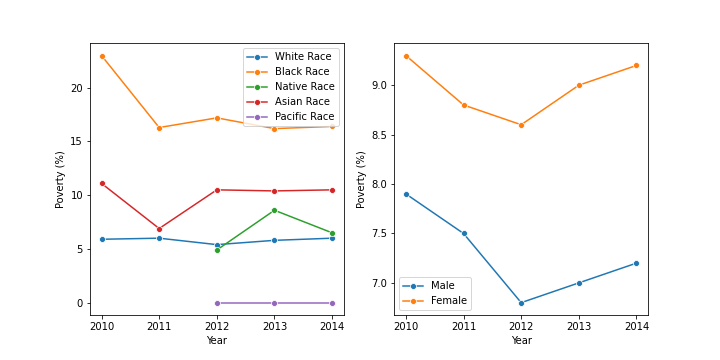 White Race
Black Race
Native Race
Asian Race
Pacific Race
Poverty (%)
20
15
10
5
0
2010 2011 2012 2013 2014
Year
Poverty (%)
9.0
8.5
8.0
7.5
7.0
Male
Female
2010 2011 2012 2013 2014
Year